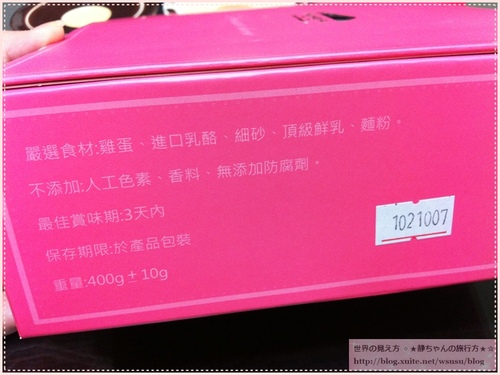 嚴選食材:雞蛋、進口乳酪、細砂、頂級鮮乳、麵粉。
不添加:人工色素、香料、無添加防腐劑。
最佳賞味期:3天內
保存期限:於產品包裝
重量:400g±10g
1021007
世界の覓え方。★靜ちゃんの旅行方★☆
http://blog.xuite.net/wsusu/blog